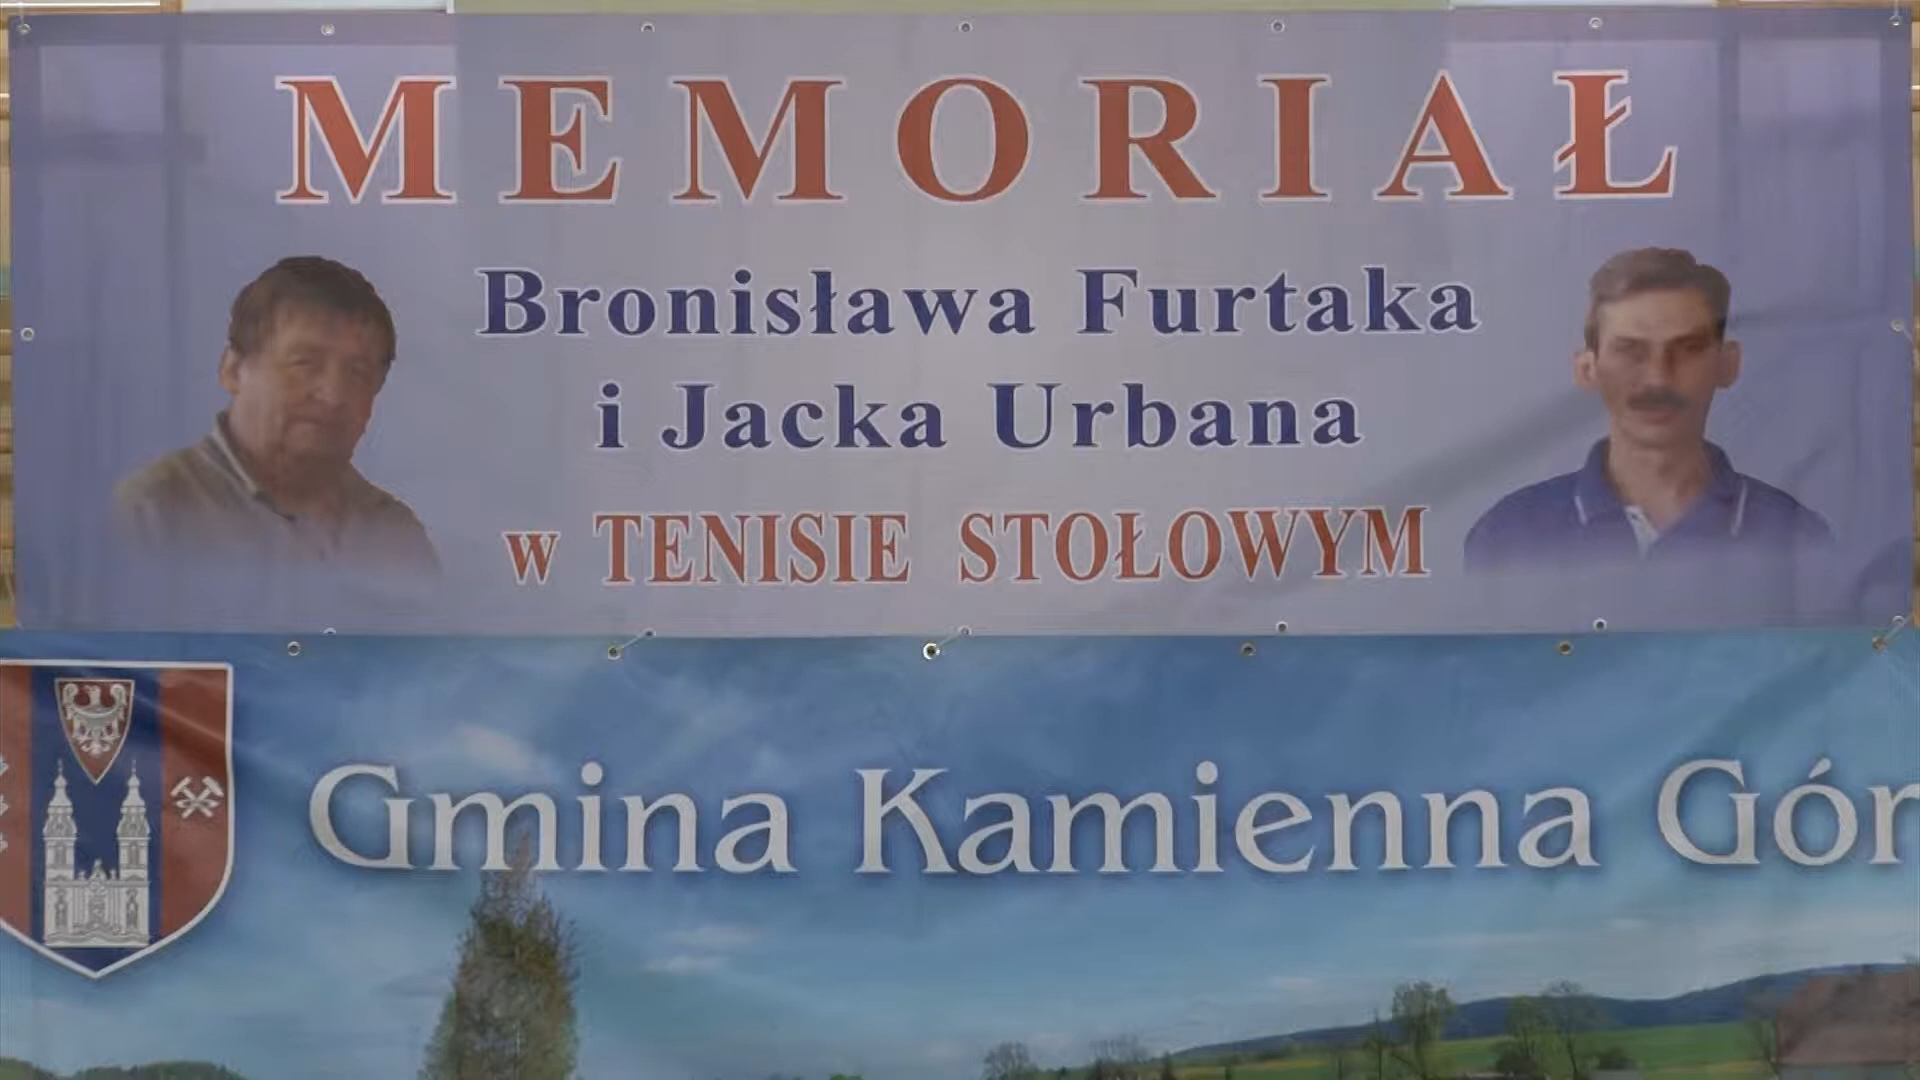 MEMORIAŁ
Bronisława Furtaka
i Jacka Urbana
w TENISIE STOŁOWYM
Gmina Kamienna Gór